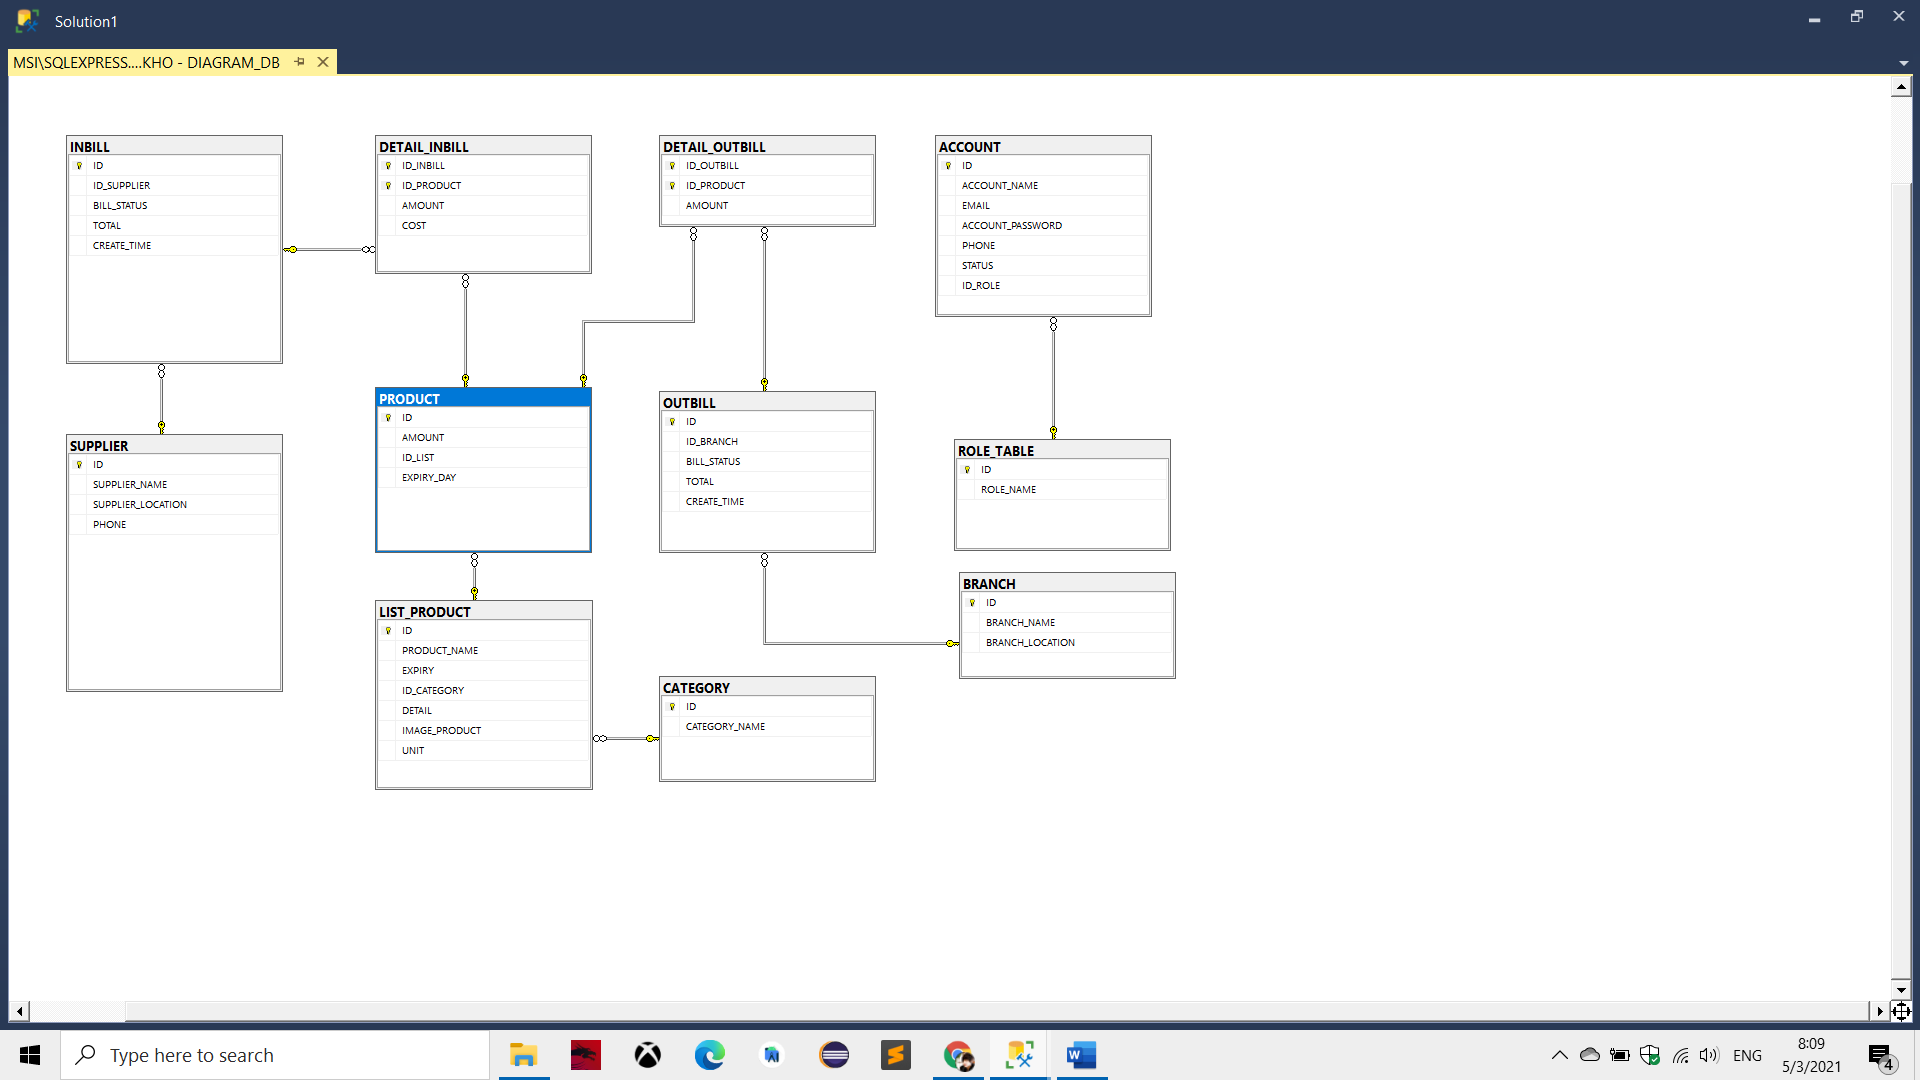 Solution1
MSI\SQLEXPRESS....KHO - DIAGRAM_DB
INBILL
ID
ID_SUPPLIER
BILL_STATUS
TOTAL
CREATE_TIME
DETAIL_INBILL
ID_INBILL
ID_PRODUCT
AMOUNT
COST
DETAIL_OUTBILL
ID_OUTBILL
ID_PRODUCT
AMOUNT
ACCOUNT
ID
ACCOUNT_NAME
EMAIL
ACCOUNT_PASSWORD
PHONE
STATUS
ID_ROLE
SUPPLIER
ID
SUPPLIER_NAME
SUPPLIER_LOCATION
PHONE
PRODUCT
ID
AMOUNT
ID_LIST
EXPIRY_DAY
OUTBILL
ID
ID_BRANCH
BILL_STATUS
TOTAL
CREATE_TIME
ROLE_TABLE
ID
ROLE_NAME
BRANCH
ID
BRANCH_NAME
BRANCH_LOCATION
LIST_PRODUCT
ID
PRODUCT_NAME
EXPIRY
ID_CATEGORY
DETAIL
IMAGE_PRODUCT
UNIT
CATEGORY
ID
CATEGORY_NAME
Type here to search
ENG
8:09
5/3/2021
4